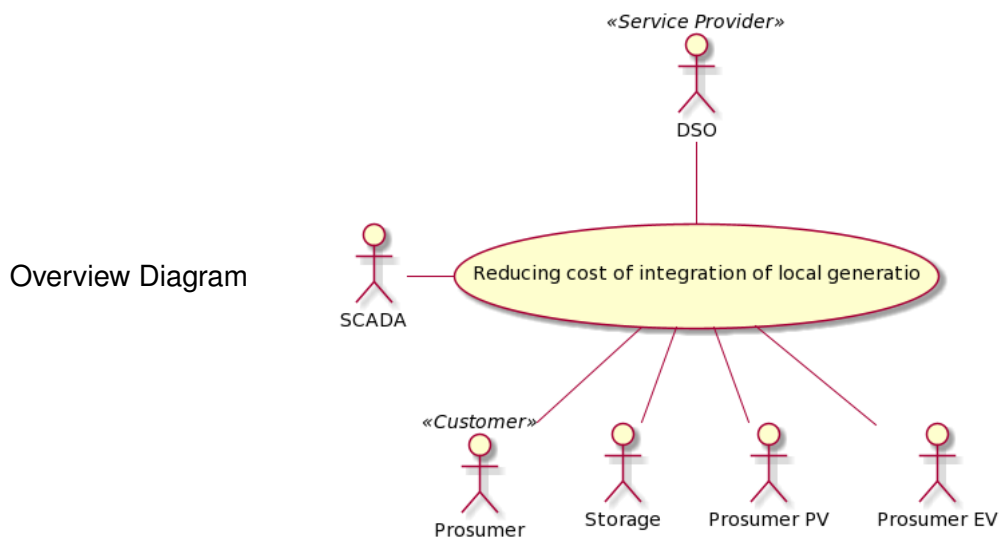 «Service Provider»
DSO
Overview Diagram
Reducing cost of integration of local generatio
SCADA
«Customer»
Prosumer
Storage
Prosumer PV
Prosumer EV